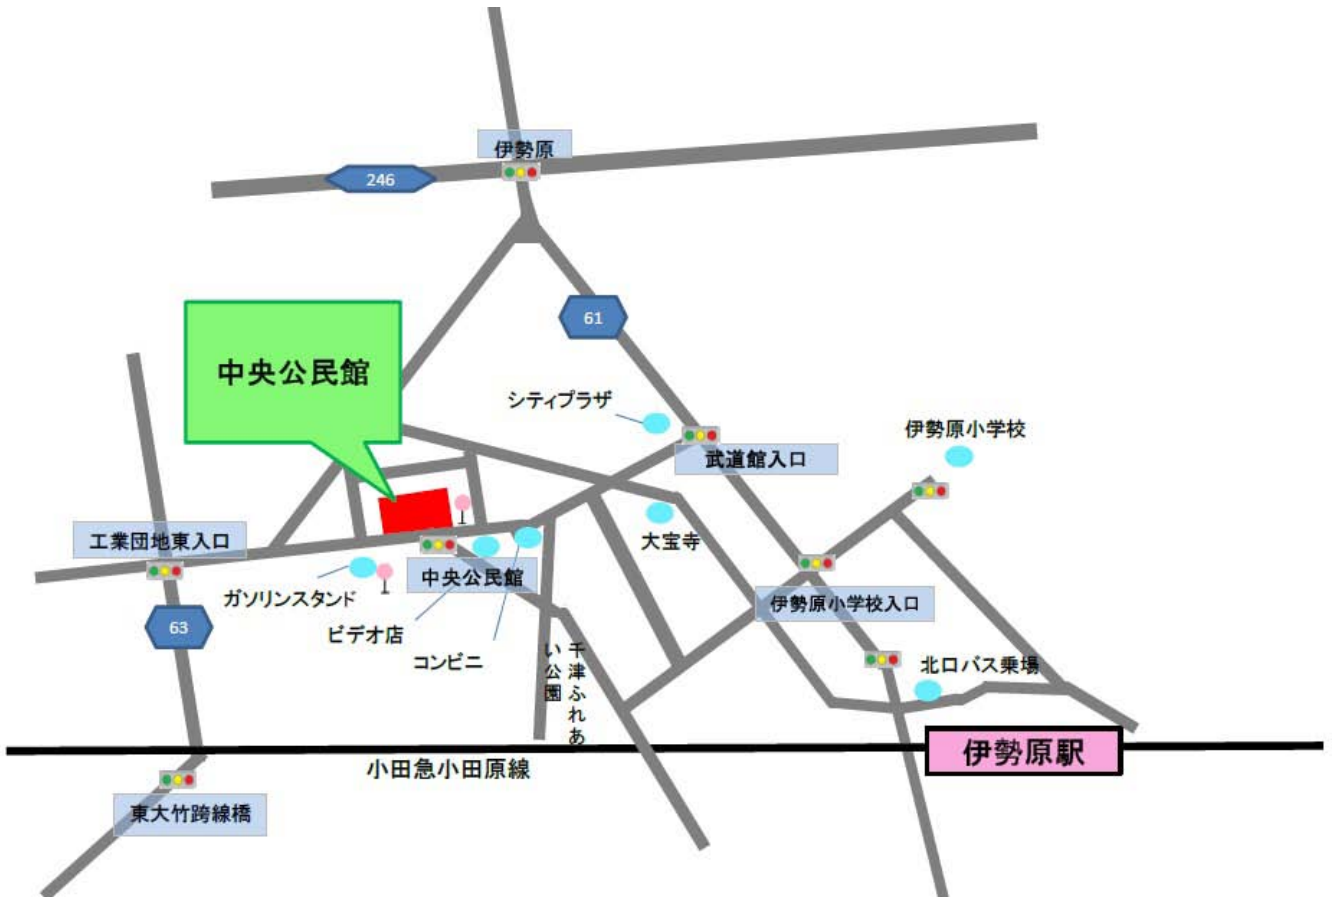 伊勢原
246
61
中央公民館
シティプラザ
伊勢原小学校
武道館入口
工業団地東入口
大宝寺
中央公民館
ガソリンスタンド
伊勢原小学校入口
63
ビデオ店
コンビニ
千津ふれあ
い公園
北口バス乗場
伊勢原駅
小田急小田原線
東大竹跨線橋